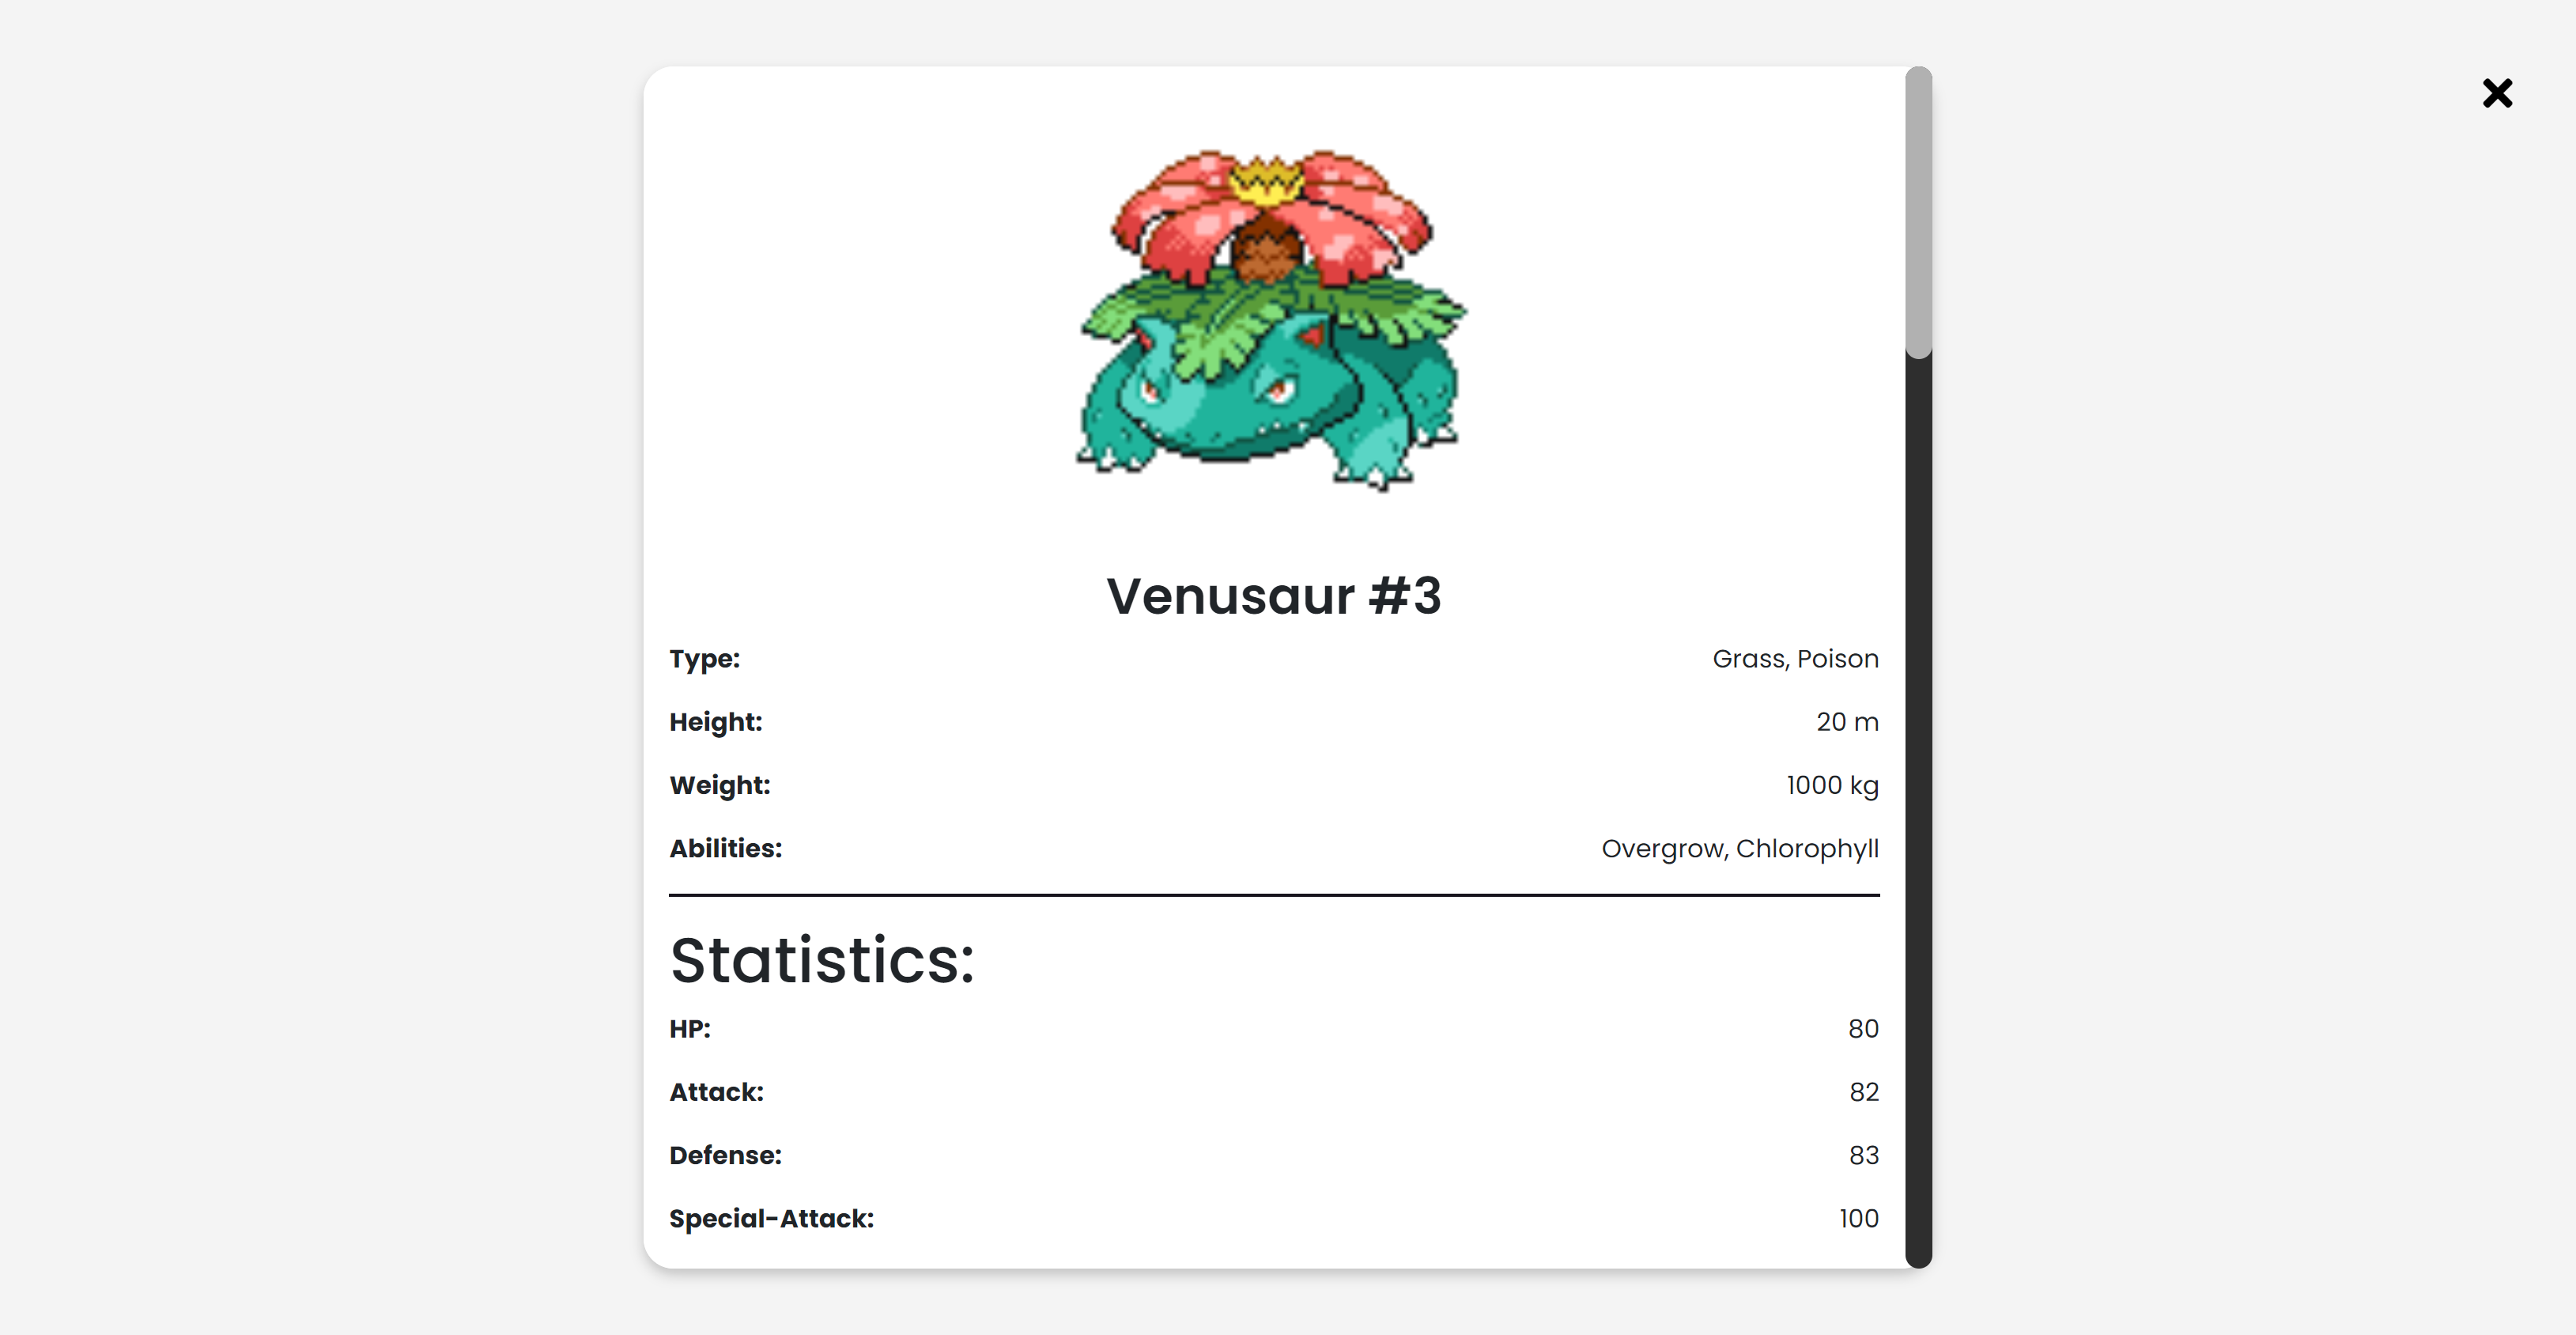 Venusaur #3
Type: Grass, Poison
Height: 20 m
Weight: 1000 kg
Abilities: Overgrow, Chlorophyll
Statistics:
HP: 80
Attack: 82
Defense: 83
Special-Attack: 100